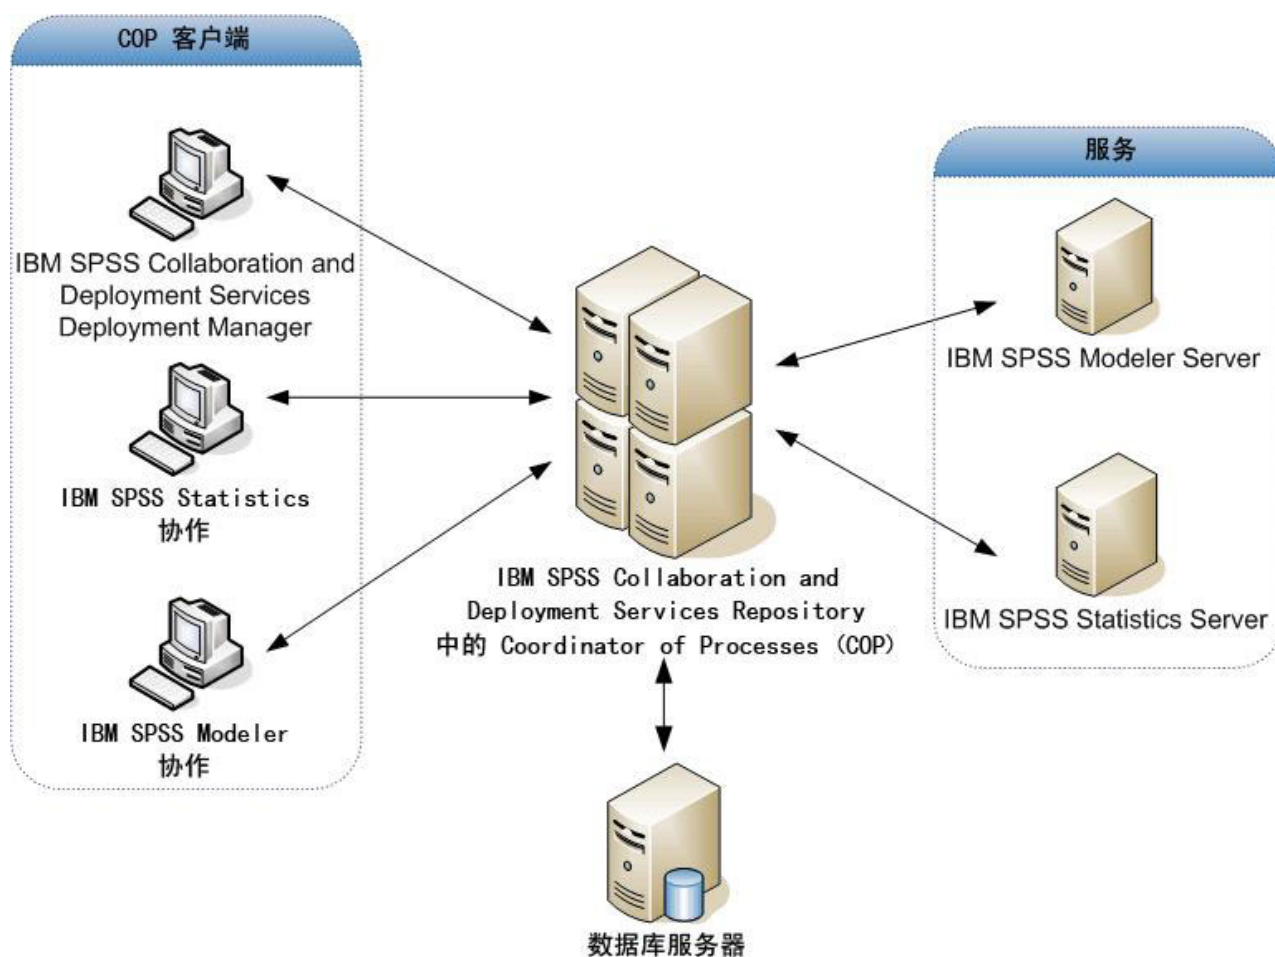 COP 客户端
IBM SPSS Collaboration and
Deployment Services
Deployment Manager
IBM SPSS Statistics
协作
IBM SPSS Modeler
协作
IBM SPSS Collaboration and
Deployment Services Repository
中的 Coordinator of Processes (COP)
数据库服务器
服务
IBM SPSS Modeler Server
IBM SPSS Statistics Server